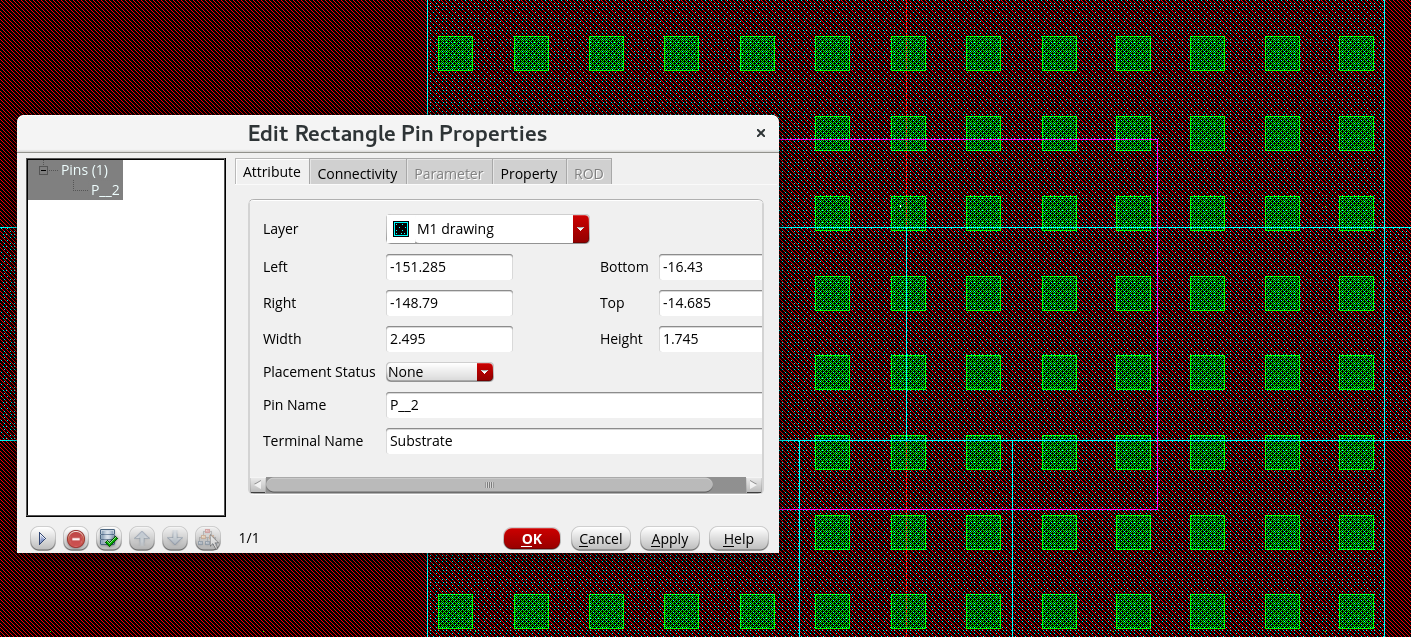 Edit Rectangle Pin Properties
×
Pins (1)
P__2
Attribute Connectivity Parameter Property ROD
Layer M1 drawing
Left -151.285 Bottom -16.43
Right -148.79 Top -14.685
Width 2.495 Height 1.745
Placement Status None
Pin Name P__2
Terminal Name Substrate
1/1 OK Cancel Apply Help